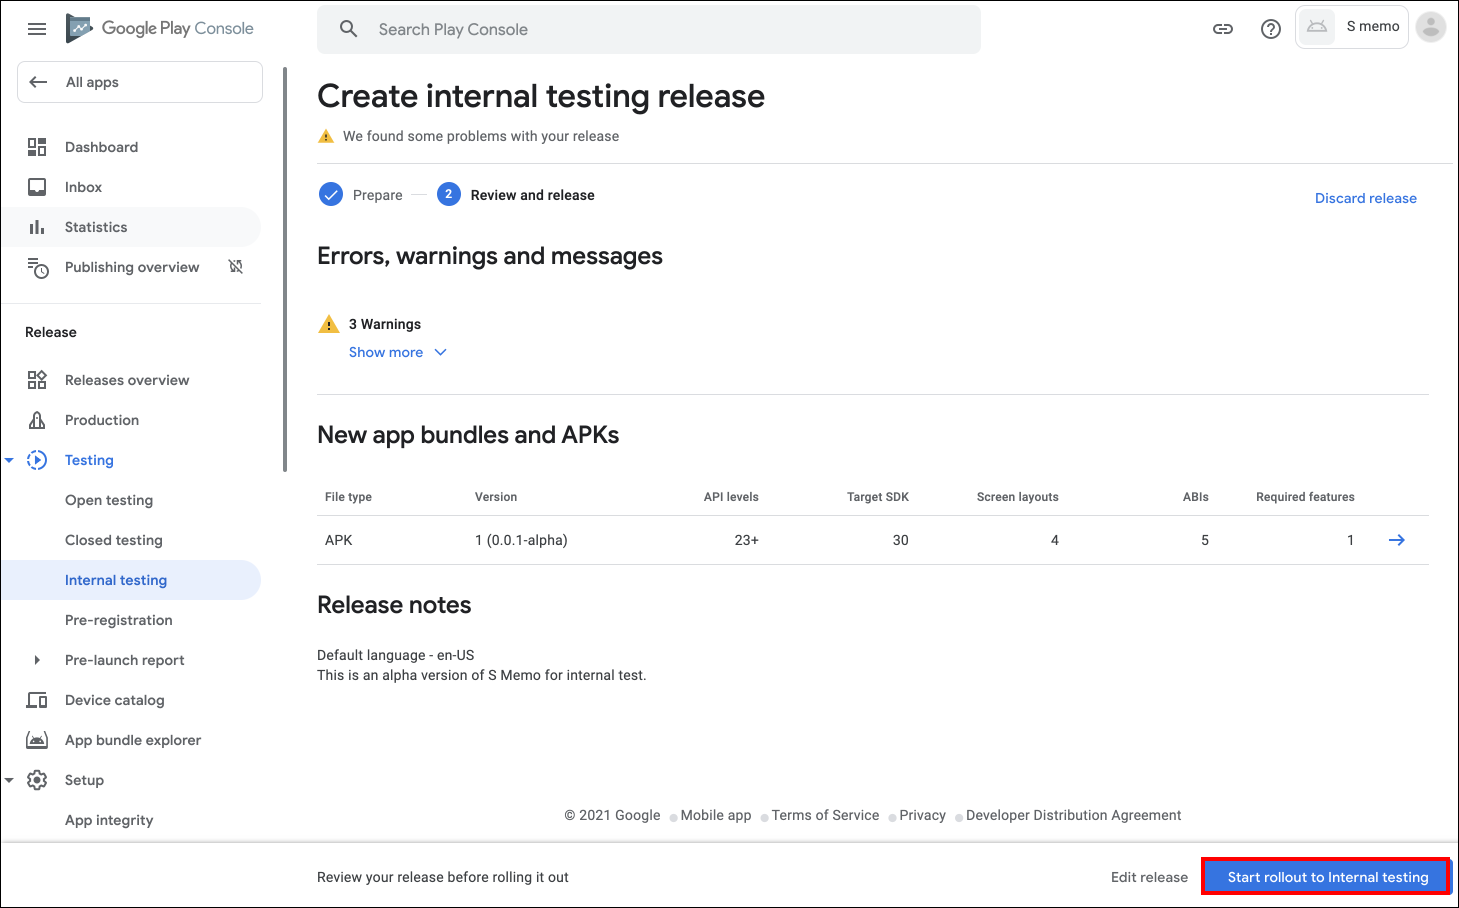 Google Play Console
Search Play Console
S memo
All apps
Dashboard
Inbox
Statistics
Publishing overview
Release
Releases overview
Production
Testing
Open testing
Closed testing
Internal testing
Pre-registration
Pre-launch report
Device catalog
App bundle explorer
Setup
App integrity
Create internal testing release
We found some problems with your release
Prepare
2 Review and release
Discard release
Errors, warnings and messages
3 Warnings
Show more
New app bundles and APKs
File type Version API levels Target SDK Screen layouts ABIs Required features
APK 1 (0.0.1-alpha) 23+ 30 4 5 1
Release notes
Default language - en-US
This is an alpha version of S Memo for internal test.
© 2021 Google Mobile app Terms of Service Privacy Developer Distribution Agreement
Review your release before rolling it out
Edit release
Start rollout to Internal testing